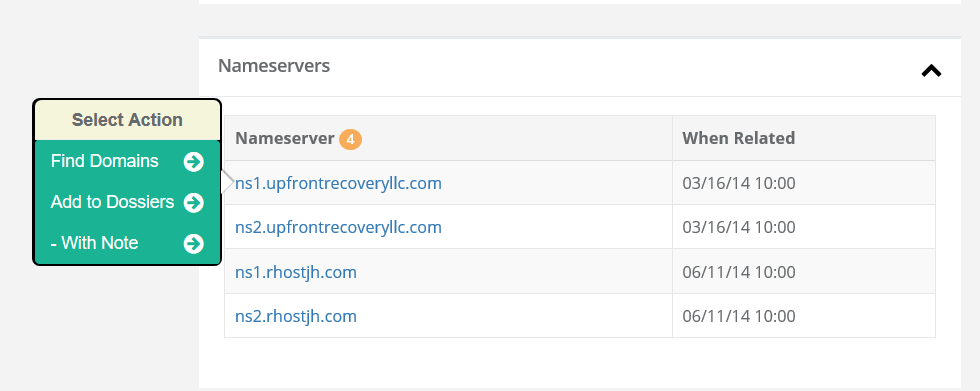 Nameservers
Select Action
Find Domains
Add to Dossiers
- With Note
Nameserver 4 When Related
ns1.upfrontrecoveryllc.com 03/16/14 10:00
ns2.upfrontrecoveryllc.com 03/16/14 10:00
ns1.rhostjh.com 06/11/14 10:00
ns2.rhostjh.com 06/11/14 10:00